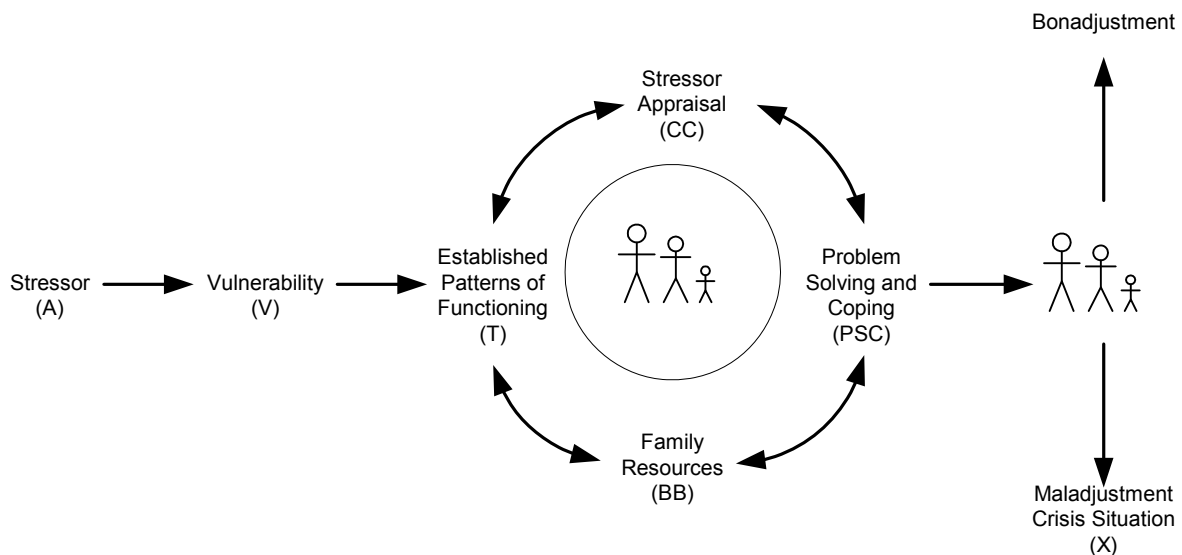 Bonadjustment
Stressor
Appraisal
(CC)
Stressor
(A)
Vulnerability
(V)
Established
Patterns of
Functioning
(T)
Problem
Solving and
Coping
(PSC)
Family
Resources
(BB)
Maladjustment
Crisis Situation
(X)